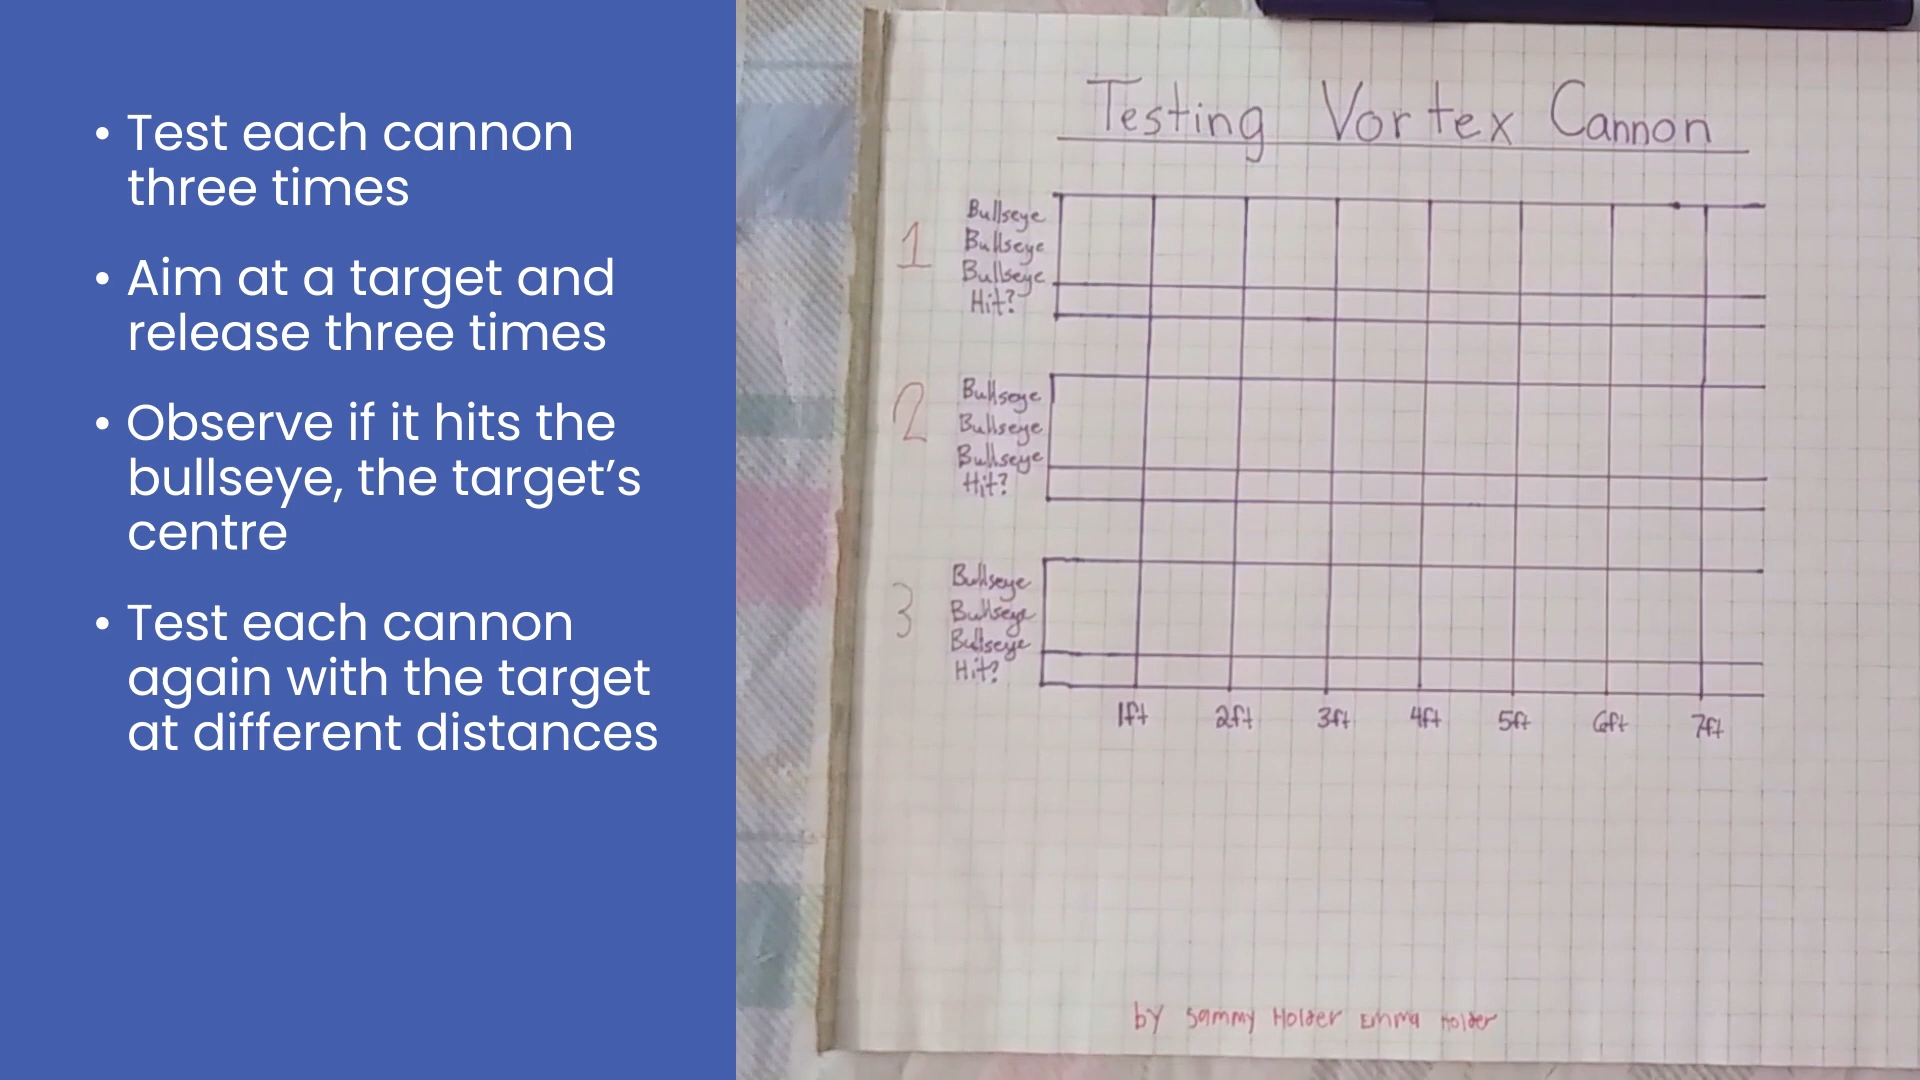 • Test each cannon
three times
• Aim at a target and
release three times
• Observe if it hits the
bullseye, the target’s
centre
• Test each cannon
again with the target
at different distances
Testing Vortex Cannon
1
Bullseye
Bullseye
Bullseye
Hit?
2
Bullseye
Bullseye
Bullseye
Hit?
3
Bullseye
Bullseye
Bullseye
Hit?
1ft 2ft 3ft 4ft 5ft 6ft 7ft
by Sammy Holder Emma Holder